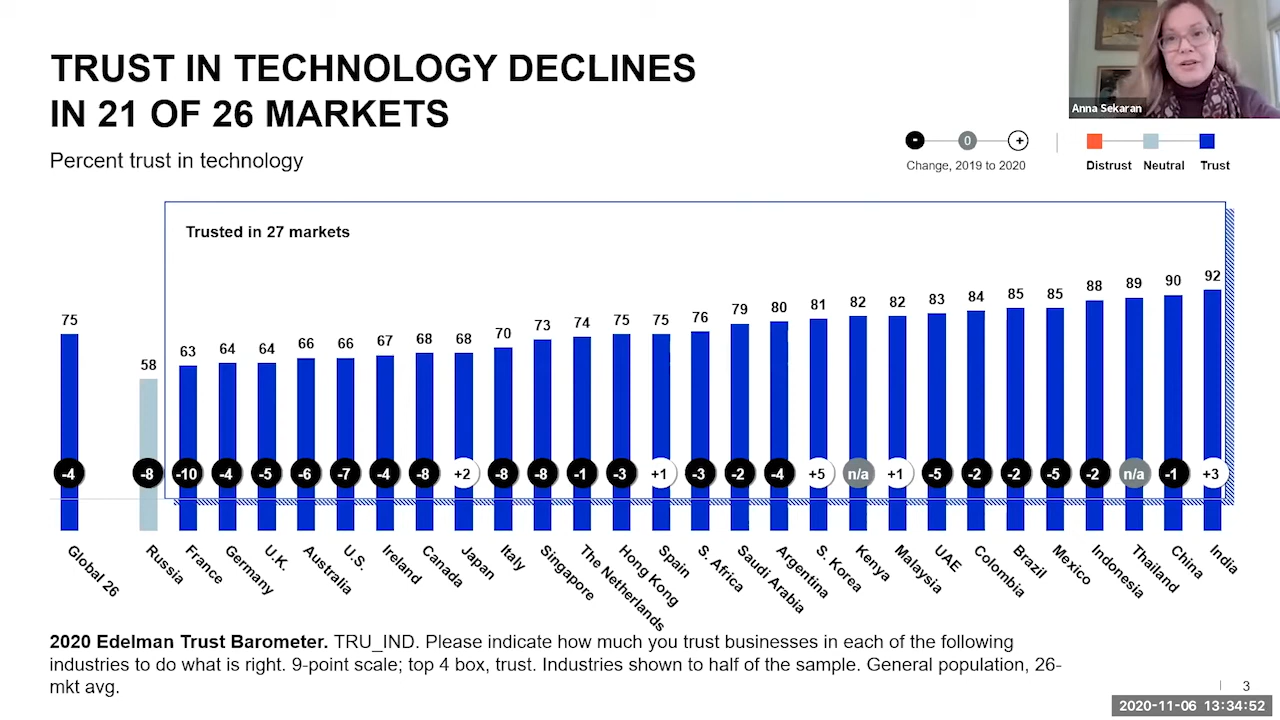 TRUST IN TECHNOLOGY DECLINES
IN 21 OF 26 MARKETS
Percent trust in technology
Anna Sekaran
- 0 +
Change, 2019 to 2020
Distrust Neutral Trust
Trusted in 27 markets
75 58 63 64 64 66 66 67 68 68 70 73 74 75 75 76 79 80 81 82 82 83 84 85 85 88 89 90 92
-4 -8 -10 -4 -5 -6 -7 -4 -8 +2 -8 -8 -1 -3 +1 -3 -2 -4 +5 n/a +1 -5 -2 -2 -5 -2 n/a -1 +3
Global 26
Russia
France
Germany
U.K.
Australia
U.S.
Ireland
Canada
Japan
Italy
Singapore
The Netherlands
Hong Kong
Spain
S. Africa
Saudi Arabia
Argentina
S. Korea
Kenya
Malaysia
UAE
Colombia
Brazil
Mexico
Indonesia
Thailand
China
India
2020 Edelman Trust Barometer. TRU_IND. Please indicate how much you trust businesses in each of the following
industries to do what is right. 9-point scale; top 4 box, trust. Industries shown to half of the sample. General population, 26-
mkt avg.
3
2020-11-06 13:34:52